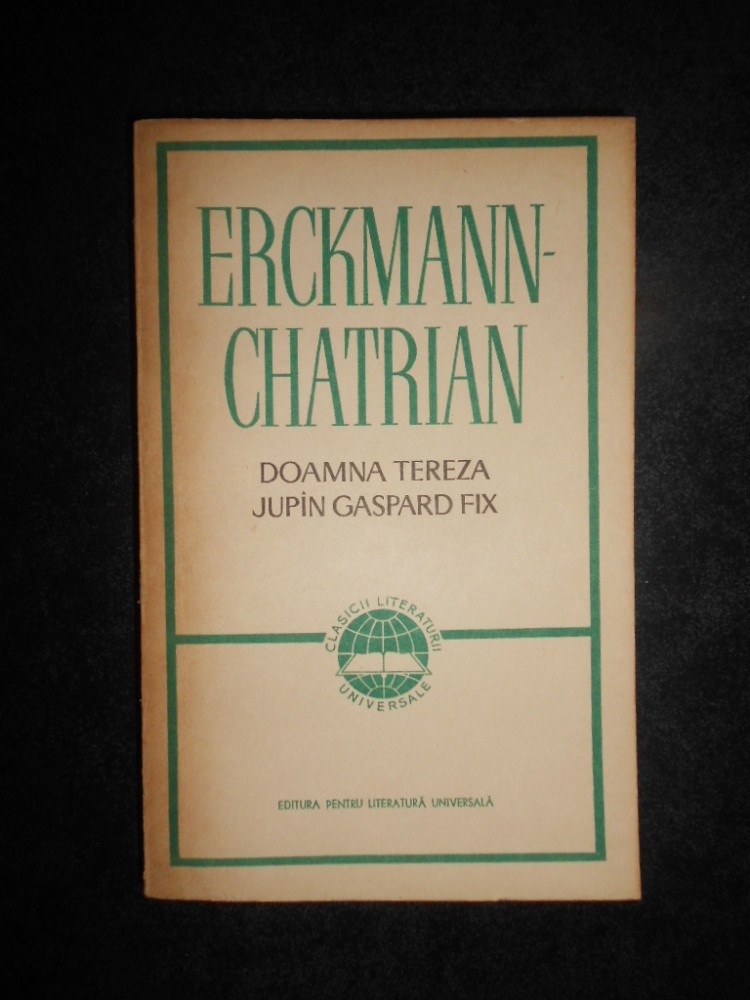 ERCKMANN-
CHATRIAN
DOAMNA TEREZA
JUPÎN GASPARD FIX
CLASICII LITERATURII
UNIVERSALE
EDITURA PENTRU LITERATURĂ UNIVERSALĂ